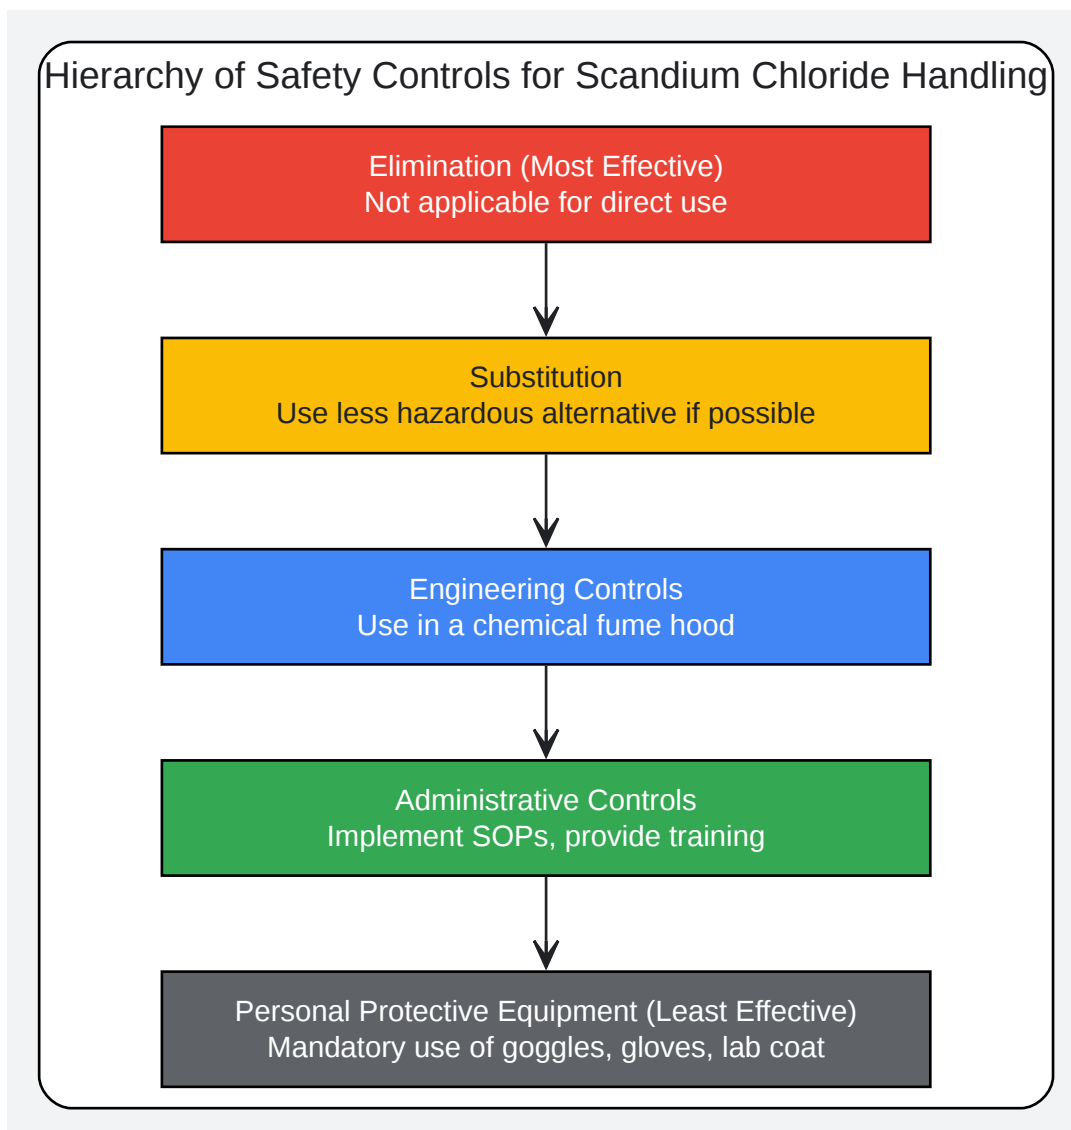 Hierarchy of Safety Controls for Scandium Chloride Handling
Elimination (Most Effective)
Not applicable for direct use
Substitution
Use less hazardous alternative if possible
Engineering Controls
Use in a chemical fume hood
Administrative Controls
Implement SOPs, provide training
Personal Protective Equipment (Least Effective)
Mandatory use of goggles, gloves, lab coat